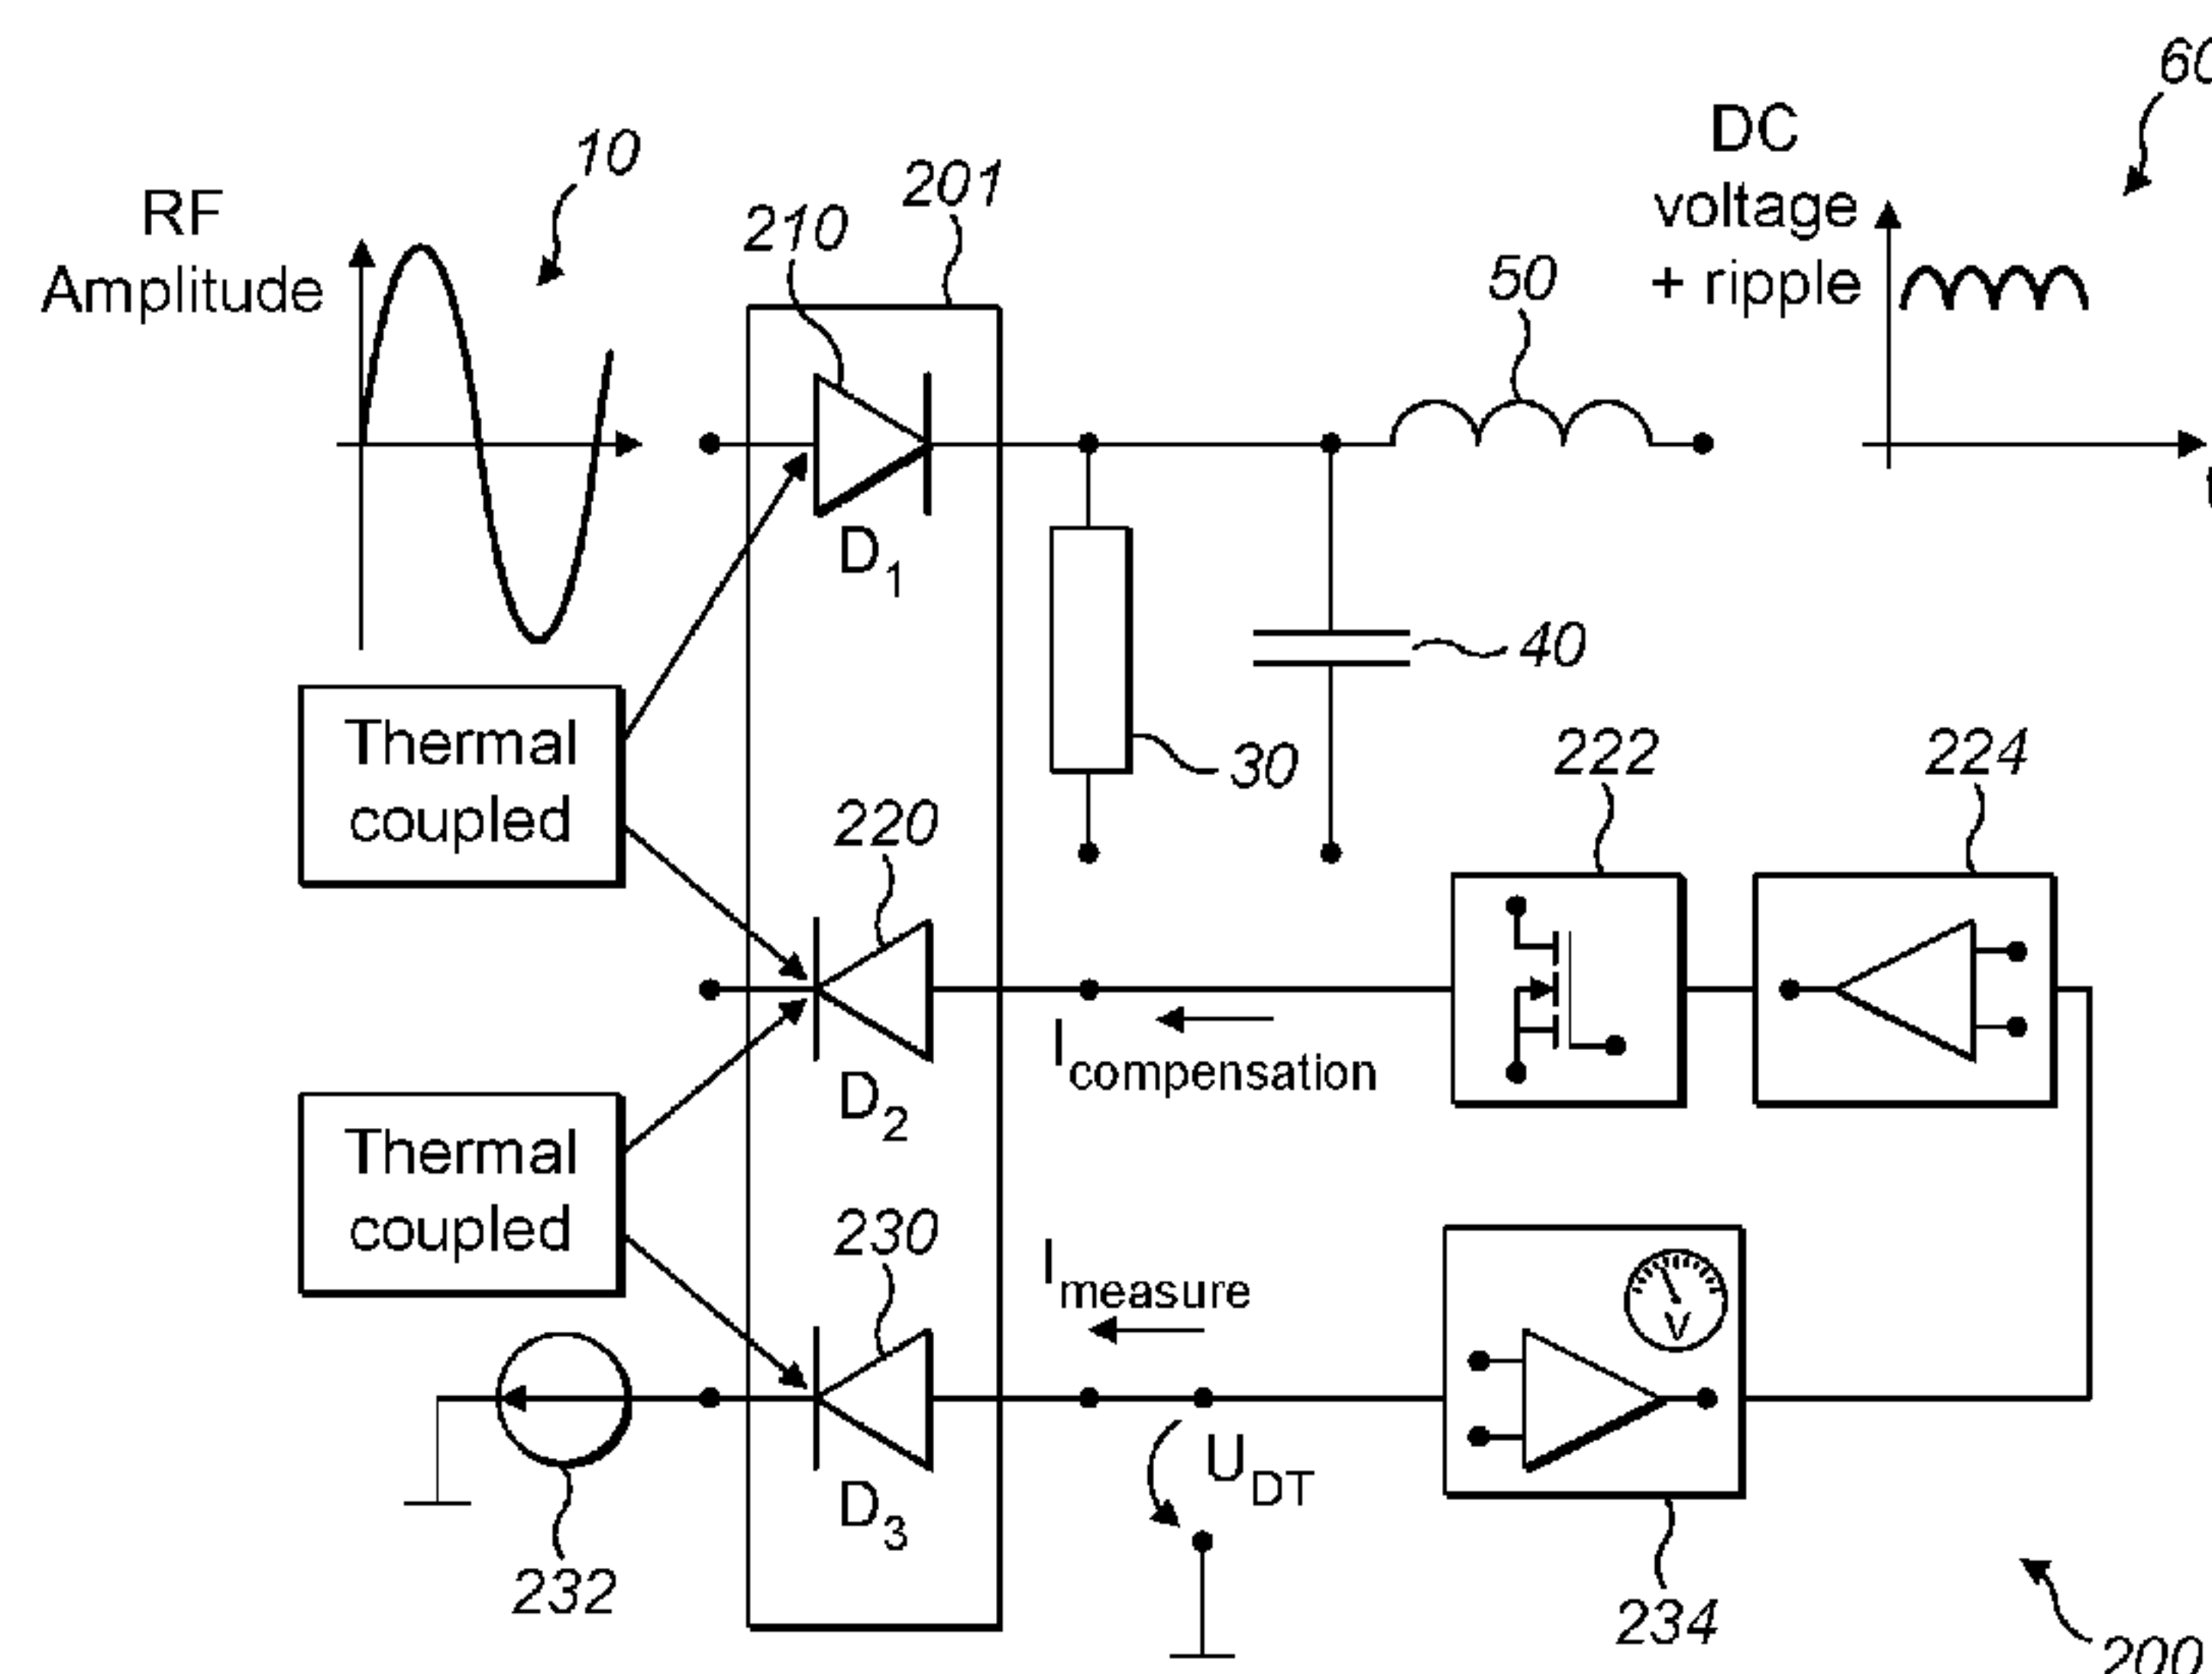 60
10
201
210
RF
Amplitude
DC
voltage
+ ripple
50
D1
40
30
Thermal
coupled
222
224
220
Icompensation
D2
Thermal
coupled
230
Imeasure
V
UDT
D3
232
234
200